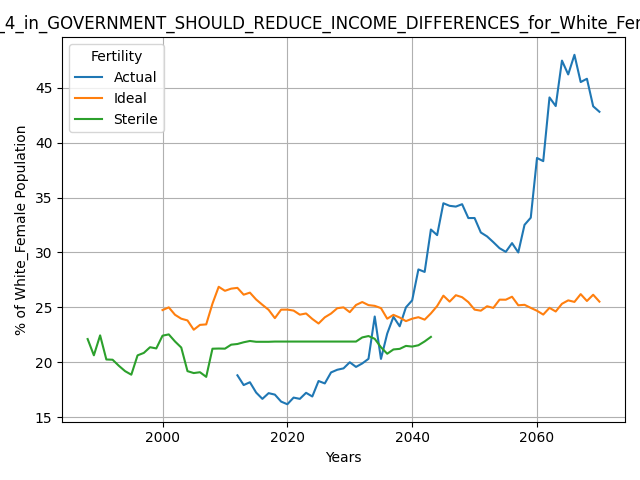 _4_in_GOVERNMENT_SHOULD_REDUCE_INCOME_DIFFERENCES_for_White_Fer
Fertility
Actual
Ideal
Sterile
% of White_Female Population
45
40
35
30
25
20
15
2000
2020
2040
2060
Years